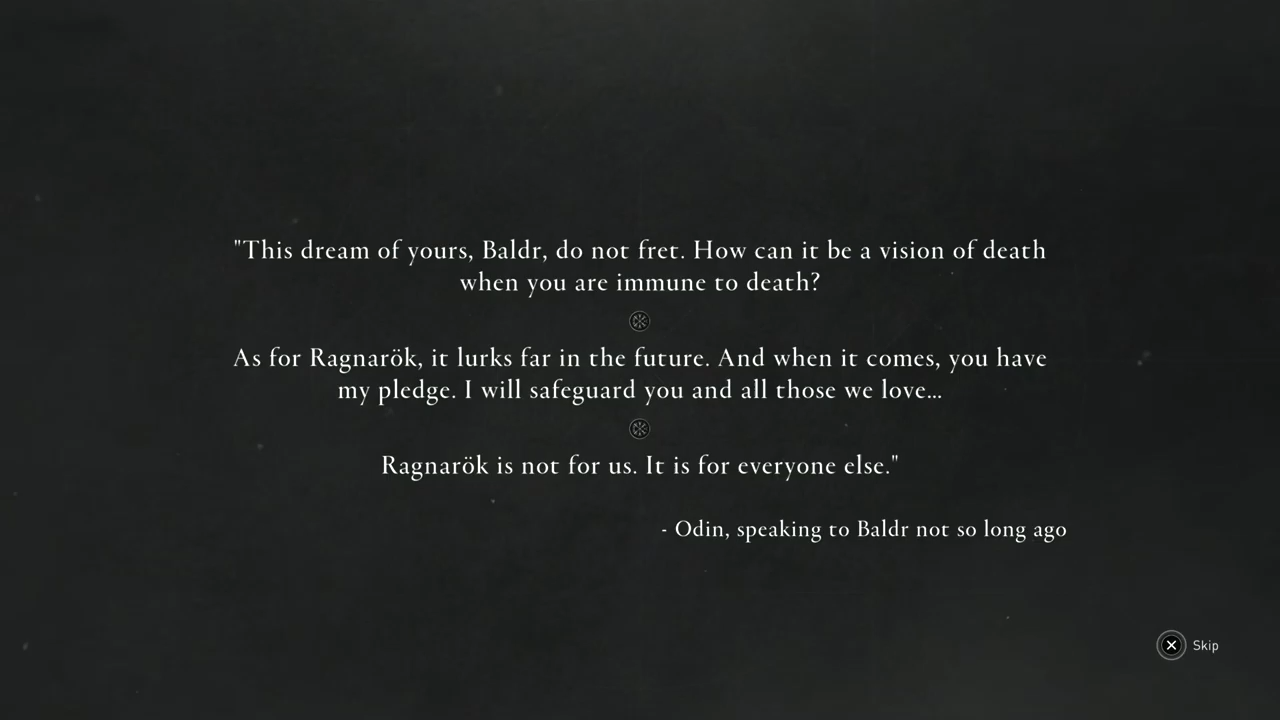 "This dream of yours, Baldr, do not fret. How can it be a vision of death
when you are immune to death?
As for Ragnarök, it lurks far in the future. And when it comes, you have
my pledge. I will safeguard you and all those we love...
Ragnarök is not for us. It is for everyone else."
- Odin, speaking to Baldr not so long ago
Skip